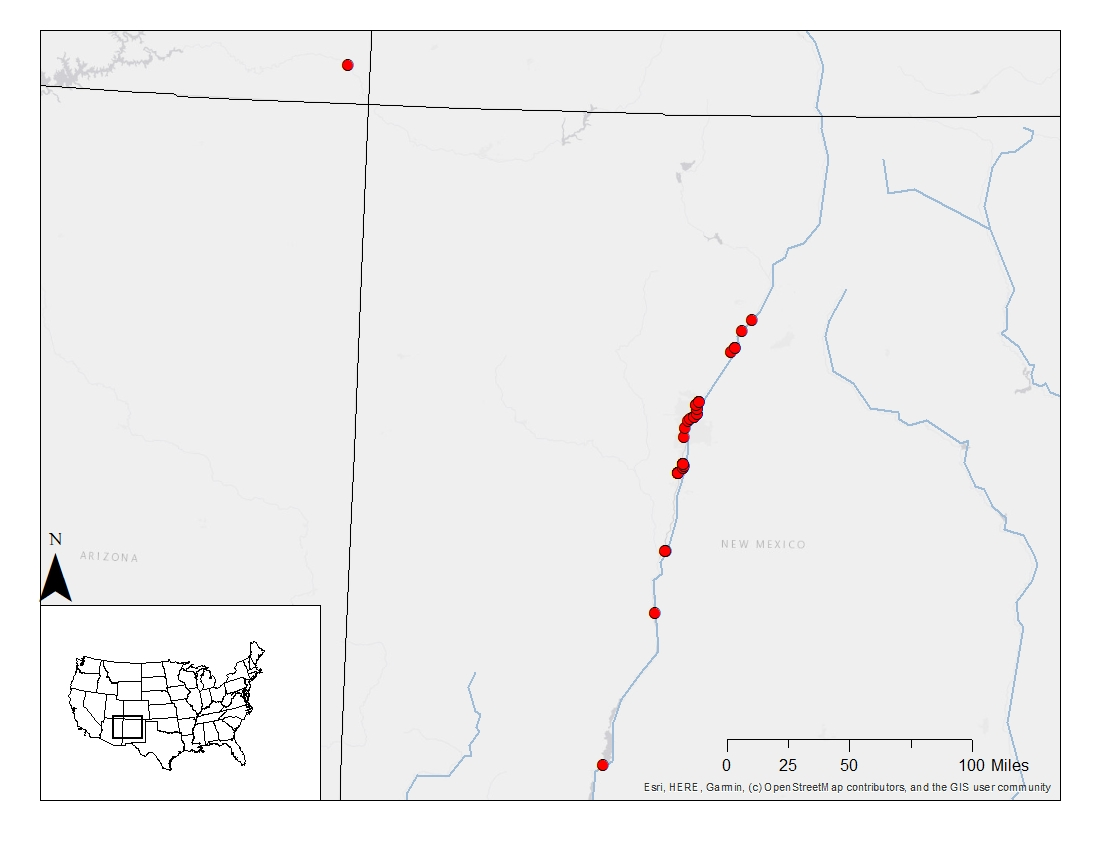 N
ARIZONA
NEW MEXICO
0 25 50 100 Miles
Esri, HERE, Garmin, (c) OpenStreetMap contributors, and the GIS user community